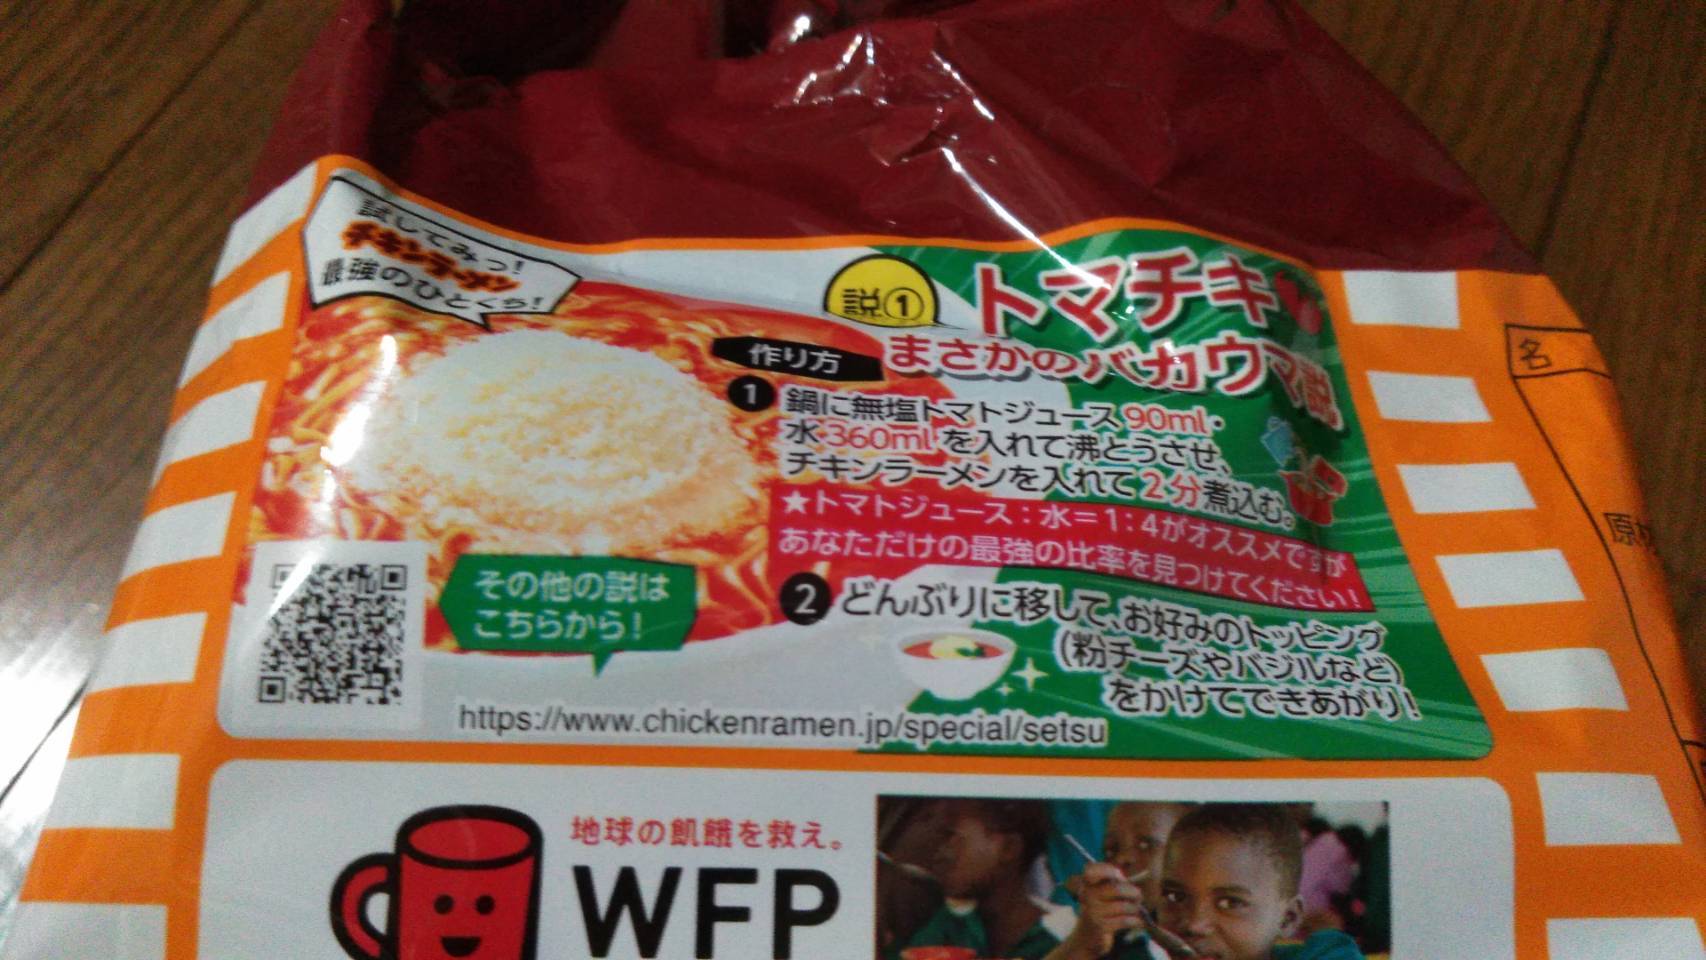 試してみっ!
チキンラーメン
最強のひとくち!
説①
トマチキ
まさかのバカウマ説
作り方
❶ 鍋に無塩トマトジュース90ml・
水360mlを入れて沸とうさせ、
チキンラーメンを入れて2分煮込む。
★トマトジュース:水=1:4がオススメですが
あなただけの最強の比率を見つけてください!
❷ どんぶりに移して、お好みのトッピング
(粉チーズやバジルなど)
をかけてできあがり!
その他の説は
こちらから!
https://www.chickenramen.jp/special/setsu
地球の飢餓を救え。
WFP
名
原材